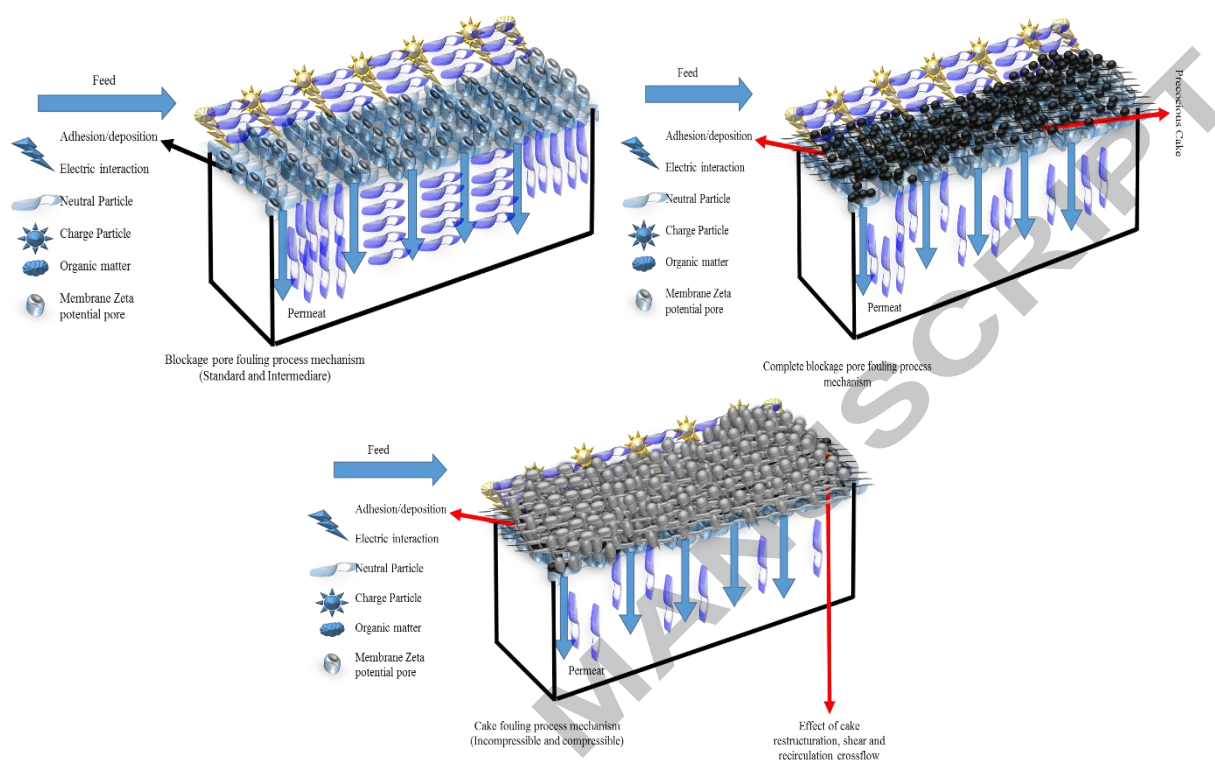 Feed
Adhesion/deposition
Electric interaction
Neutral Particle
Charge Particle
Organic matter
Membrane Zeta
potential pore
Permeat
Blockage pore fouling process mechanism
(Standard and Intermediare)
Feed
Adhesion/deposition
Electric interaction
Neutral Particle
Charge Particle
Organic matter
Membrane Zeta
potential pore
Permeat
Precocious Cake
Complete blockage pore fouling process
mechanism
Feed
Adhesion/deposition
Electric interaction
Neutral Particle
Charge Particle
Organic matter
Membrane Zeta
potential pore
Permeat
Cake fouling process mechanism
(Incompressible and compressible)
Effect of cake
restructuration, shear and
recirculation crossflow
MANUSCRIPT